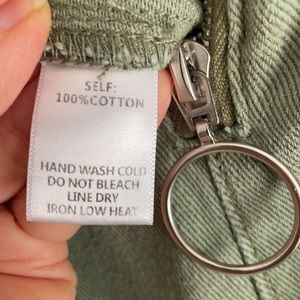 SELF:
100%COTTON
HAND WASH COLD
DO NOT BLEACH
LINE DRY
IRON LOW HEAT